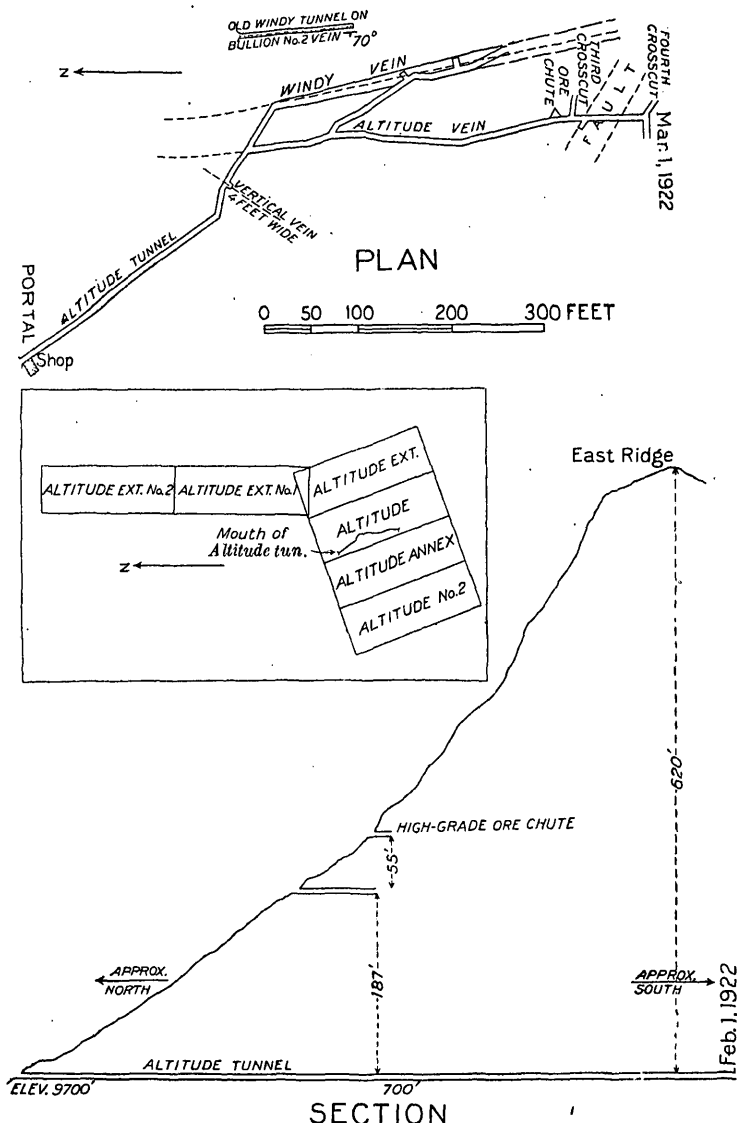 OLD WINDY TUNNEL ON
BULLION No.2 VEIN 70°
N
WINDY VEIN
ALTITUDE VEIN
ORE
CHUTE
THIRD
CROSSCUT
FAULT
FOURTH
CROSSCUT
Mar. 1, 1922
VERTICAL VEIN
4 FEET WIDE
ALTITUDE TUNNEL
PORTAL
Shop
PLAN
0 50 100 200 300 FEET
ALTITUDE EXT. No.2
ALTITUDE EXT. No.1
ALTITUDE EXT.
ALTITUDE
Mouth of
Altitude tun.
ALTITUDE ANNEX
ALTITUDE No.2
N
East Ridge
620'
HIGH-GRADE ORE CHUTE
55'
187'
APPROX.
NORTH
APPROX.
SOUTH
Feb. 1, 1922
ALTITUDE TUNNEL
ELEV. 9700'
700'
SECTION